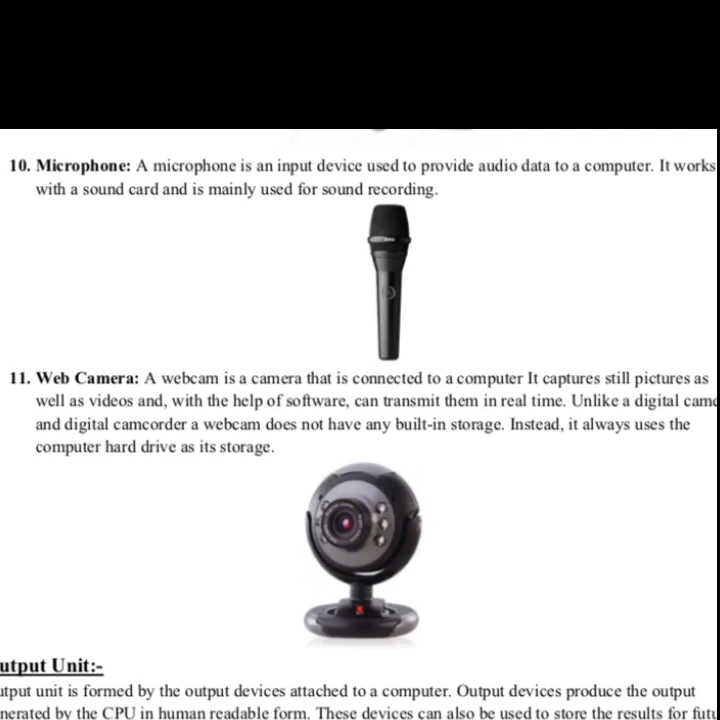 10. Microphone: A microphone is an input device used to provide audio data to a computer. It works
with a sound card and is mainly used for sound recording.
11. Web Camera: A webcam is a camera that is connected to a computer It captures still pictures as
well as videos and, with the help of software, can transmit them in real time. Unlike a digital
and digital camcorder a webcam does not have any built-in storage. Instead, it always uses the
computer hard drive as its storage.
utput Unit:-
utput unit is formed by the output devices attached to a computer. Output devices produce the output
nerated by the CPU in human readable form. These devices can also be used to store the results for